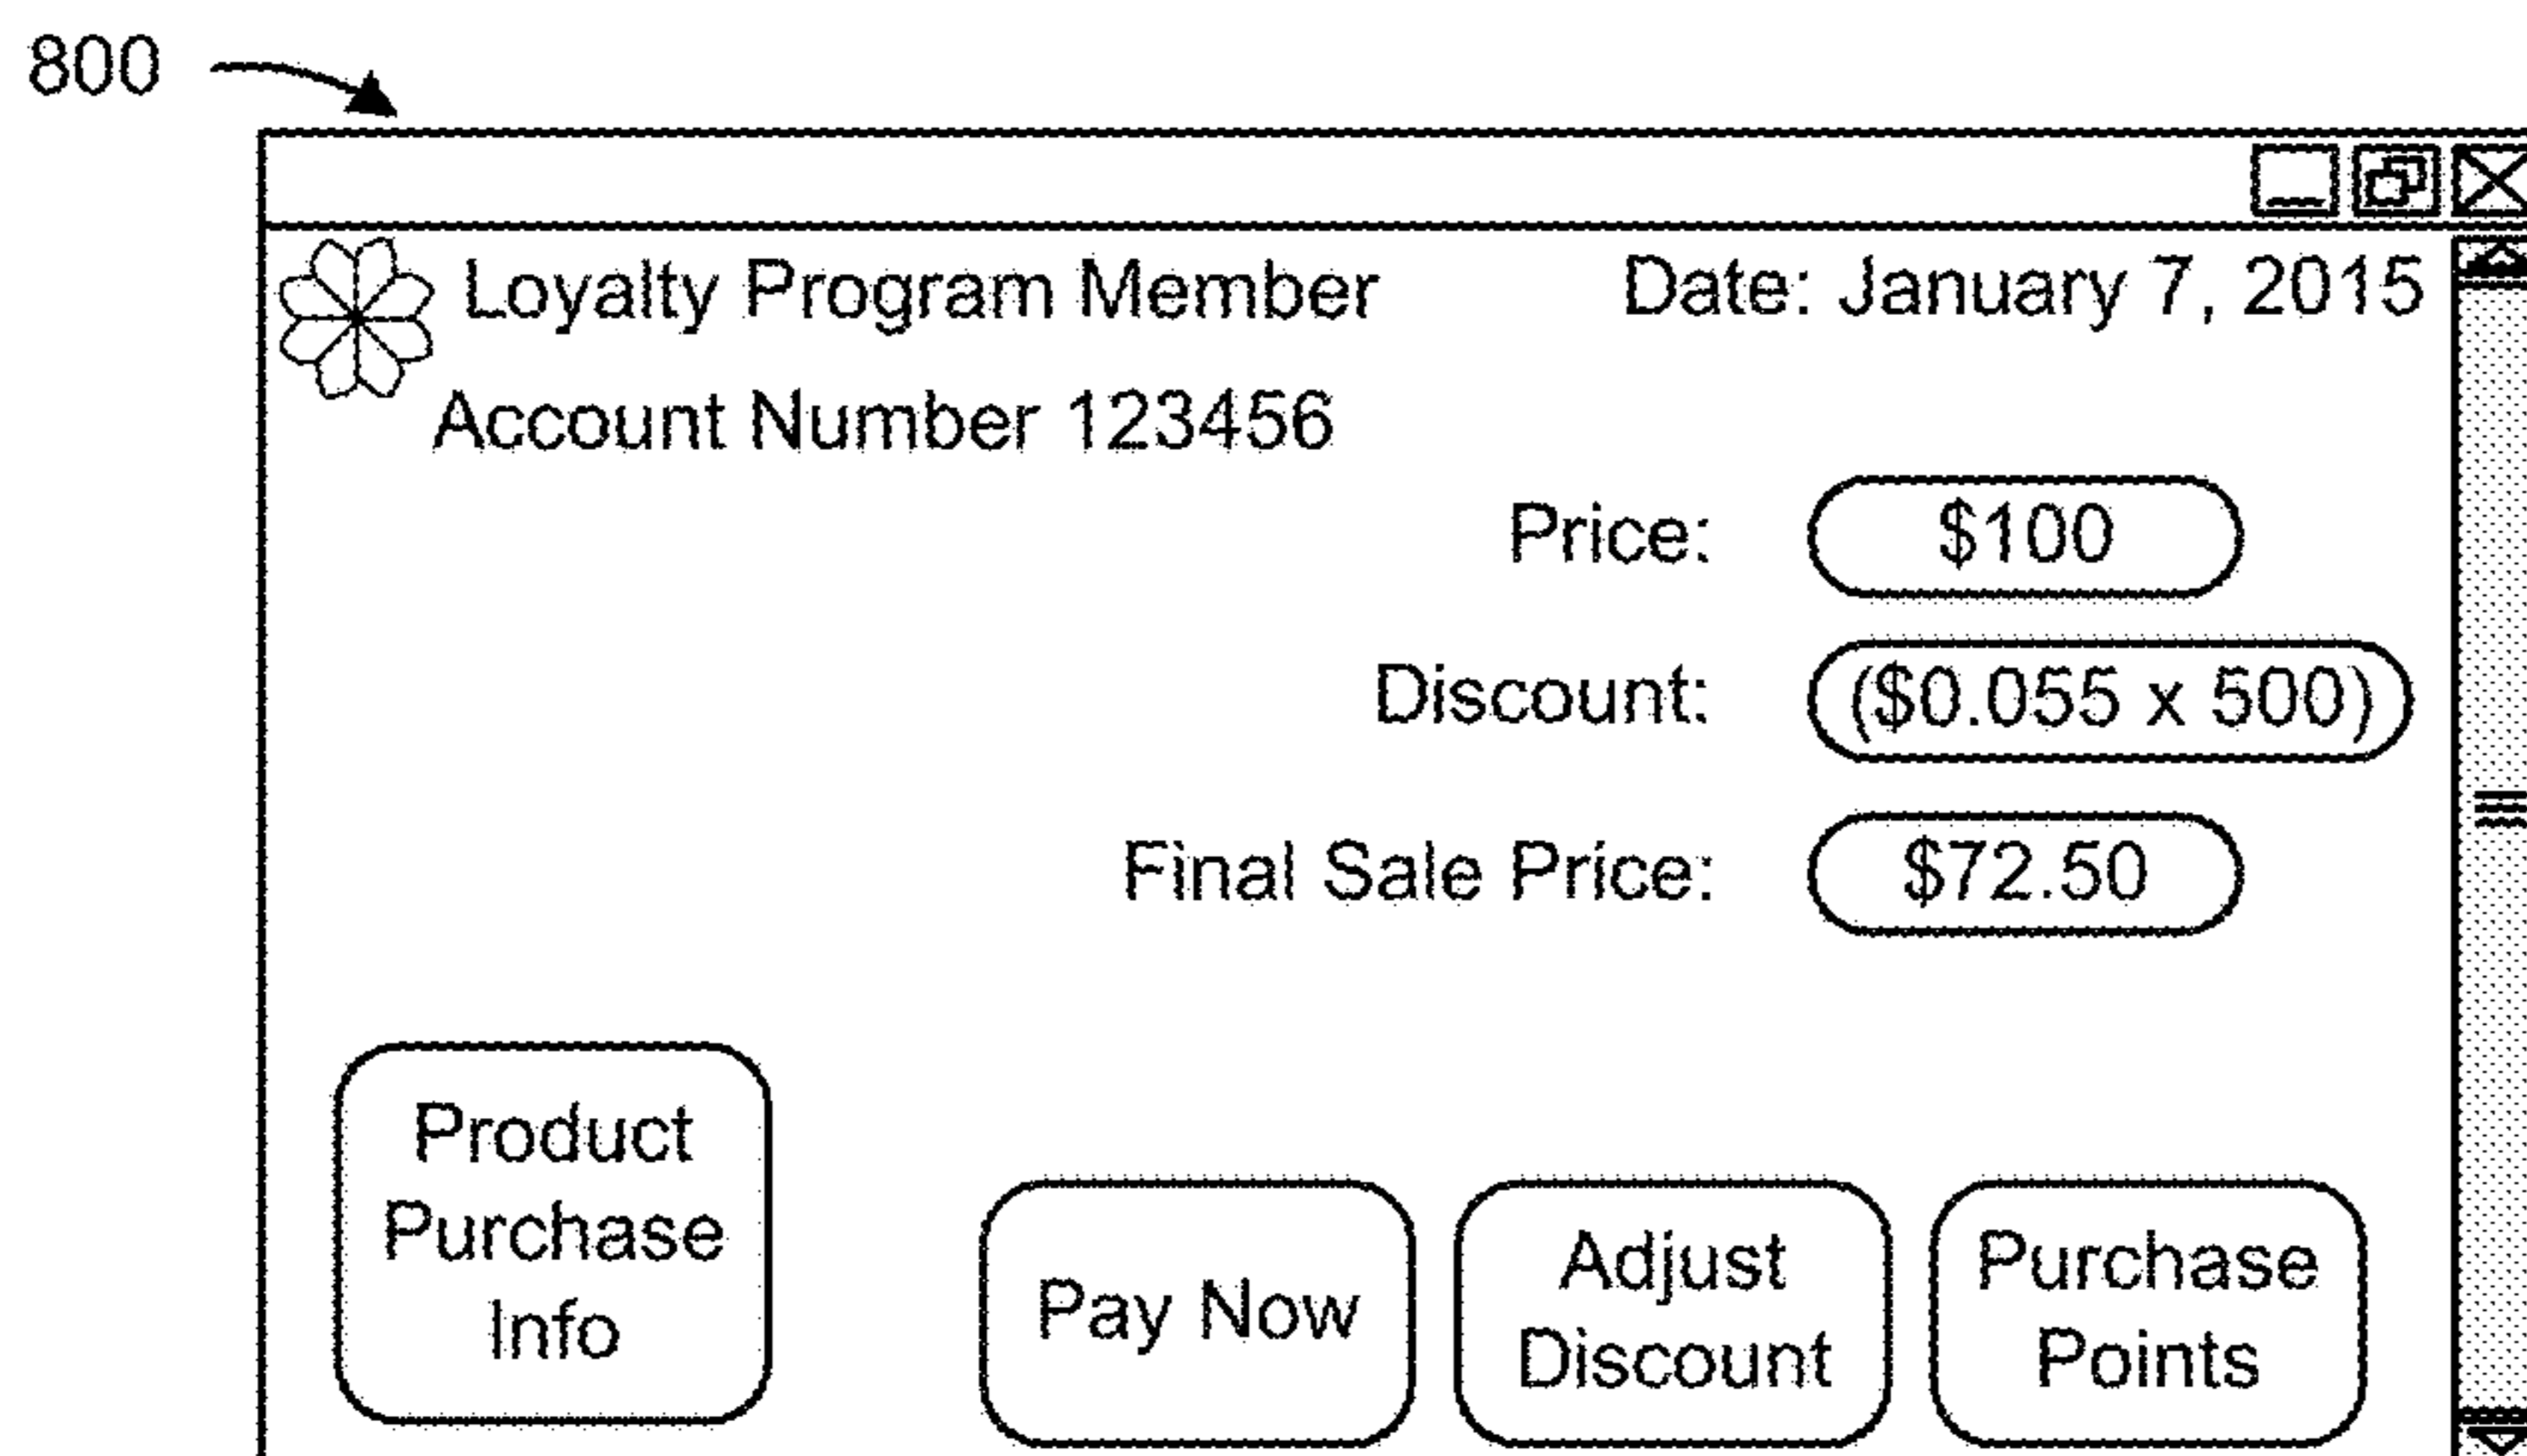 800
Loyalty Program Member
Date: January 7, 2015
Account Number 123456
Price: $100
Discount: ($0.055 x 500)
Final Sale Price: $72.50
Product
Purchase
Info
Pay Now
Adjust
Discount
Purchase
Points